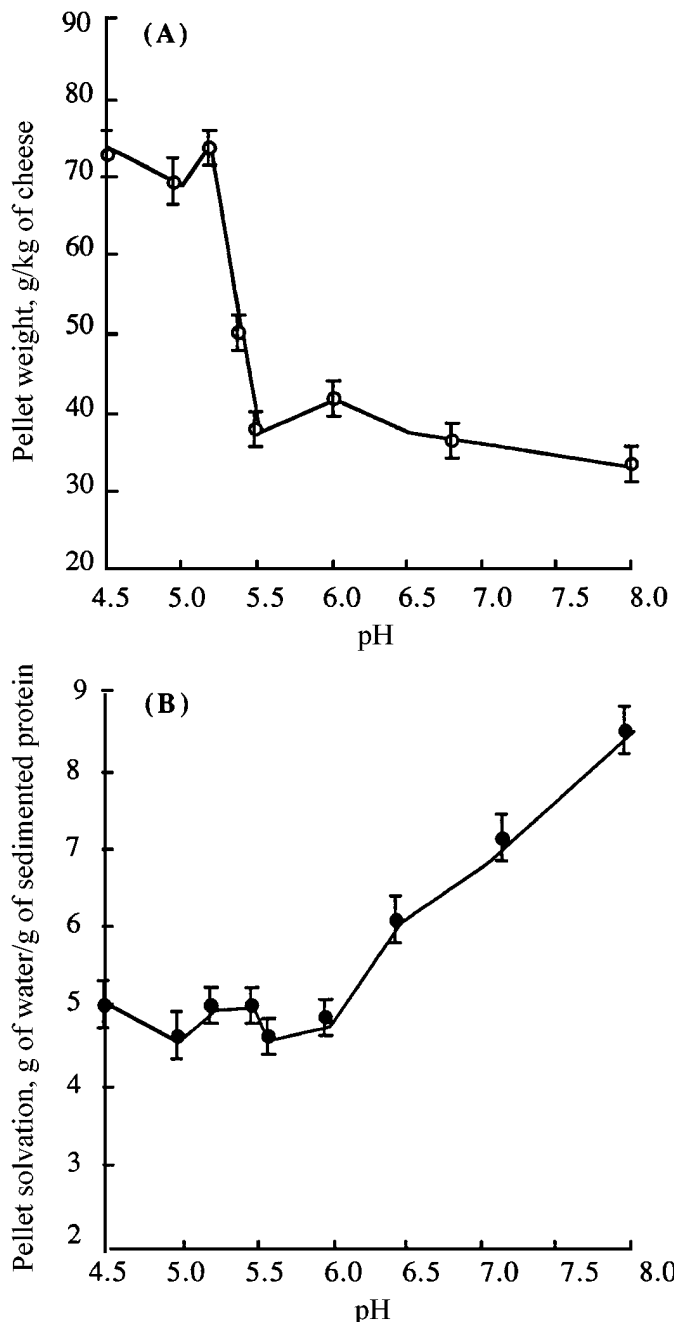 (A)
Pellet weight, g/kg of cheese
90
80
70
60
50
40
30
20
4.5 5.0 5.5 6.0 6.5 7.0 7.5 8.0
pH
(B)
Pellet solvation, g of water/g of sedimented protein
9
8
7
6
5
4
3
2
4.5 5.0 5.5 6.0 6.5 7.0 7.5 8.0
pH